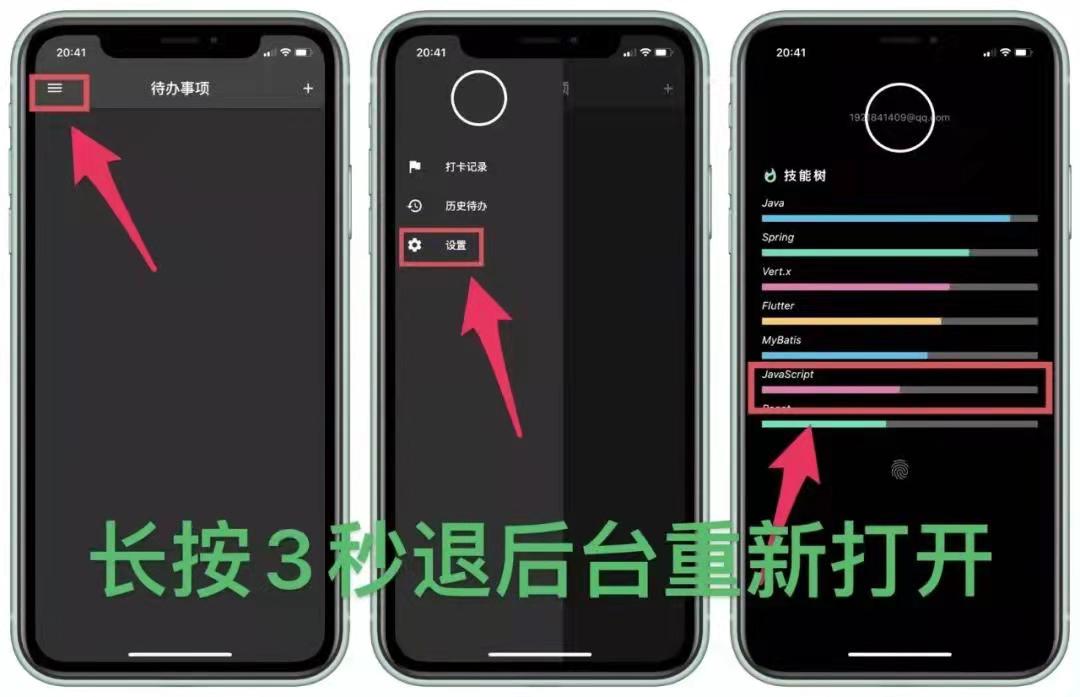 20:41
待办事项
20:41
打卡记录
历史待办
设置
20:41
1921841409@qq.com
技能树
Java
Spring
Vert.x
Flutter
MyBatis
JavaScript
长按3秒退后台重新打开